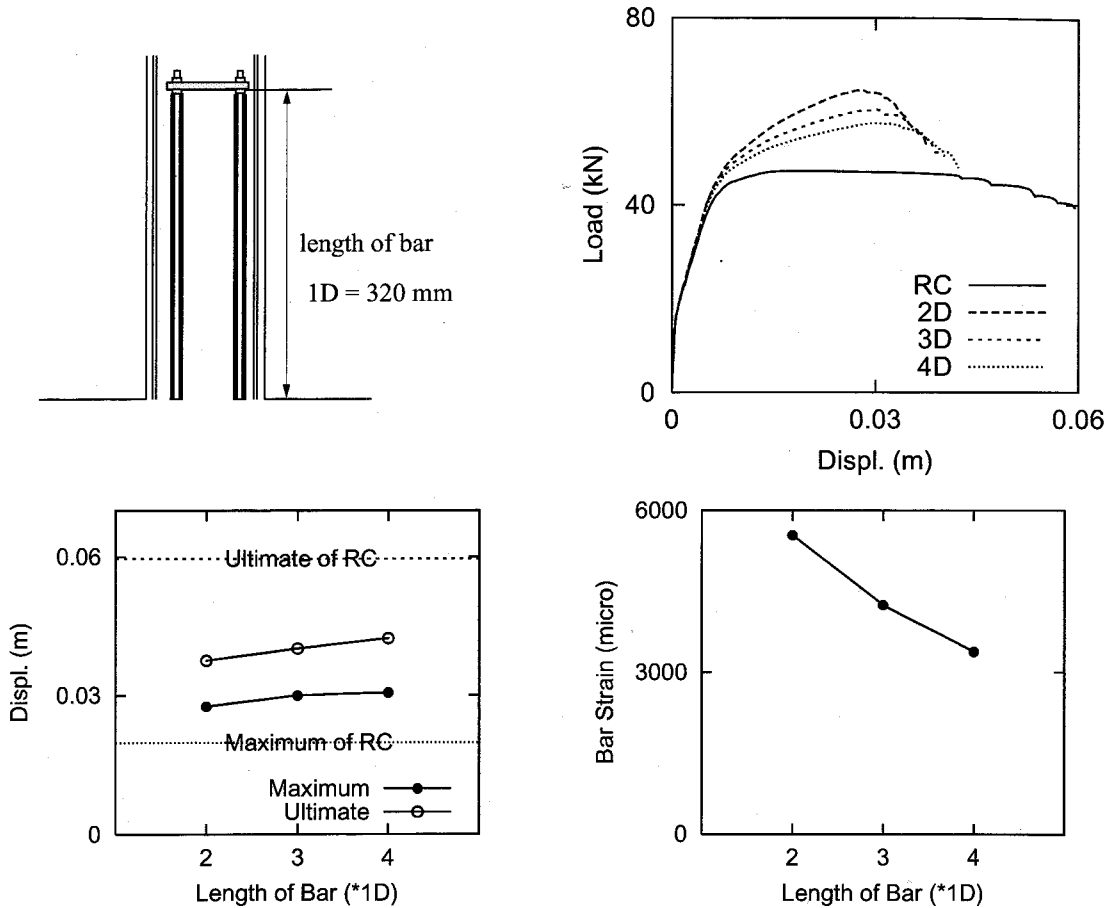 length of bar
1D = 320 mm
80
40
0
Load (kN)
RC
2D
3D
4D
0
0.03
0.06
Displ. (m)
0.06
0.03
0
Displ. (m)
Ultimate of RC
Maximum of RC
Maximum
Ultimate
2
3
4
Length of Bar (*1D)
6000
3000
0
Bar Strain (micro)
2
3
4
Length of Bar (*1D)